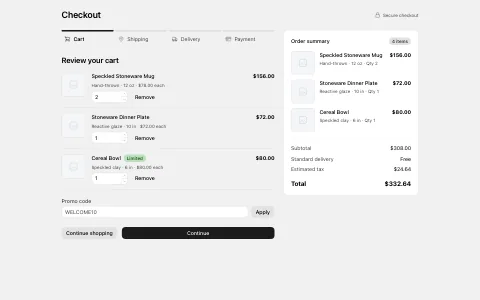 Checkout
Secure checkout
Cart
Shipping
Delivery
Payment
Review your cart
Speckled Stoneware Mug
$156.00
Hand-thrown · 12 oz · $78.00 each
2
Remove
Stoneware Dinner Plate
$72.00
Reactive glaze · 10 in · $72.00 each
1
Remove
Cereal Bowl
Limited
$80.00
Speckled clay · 6 in · $80.00 each
1
Remove
Promo code
WELCOME10
Apply
Continue shopping
Continue
Order summary
4 items
Speckled Stoneware Mug
$156.00
Hand-thrown · 12 oz · Qty 2
Stoneware Dinner Plate
$72.00
Reactive glaze · 10 in · Qty 1
Cereal Bowl
$80.00
Speckled clay · 6 in · Qty 1
Subtotal
$308.00
Standard delivery
Free
Estimated tax
$24.64
Total
$332.64